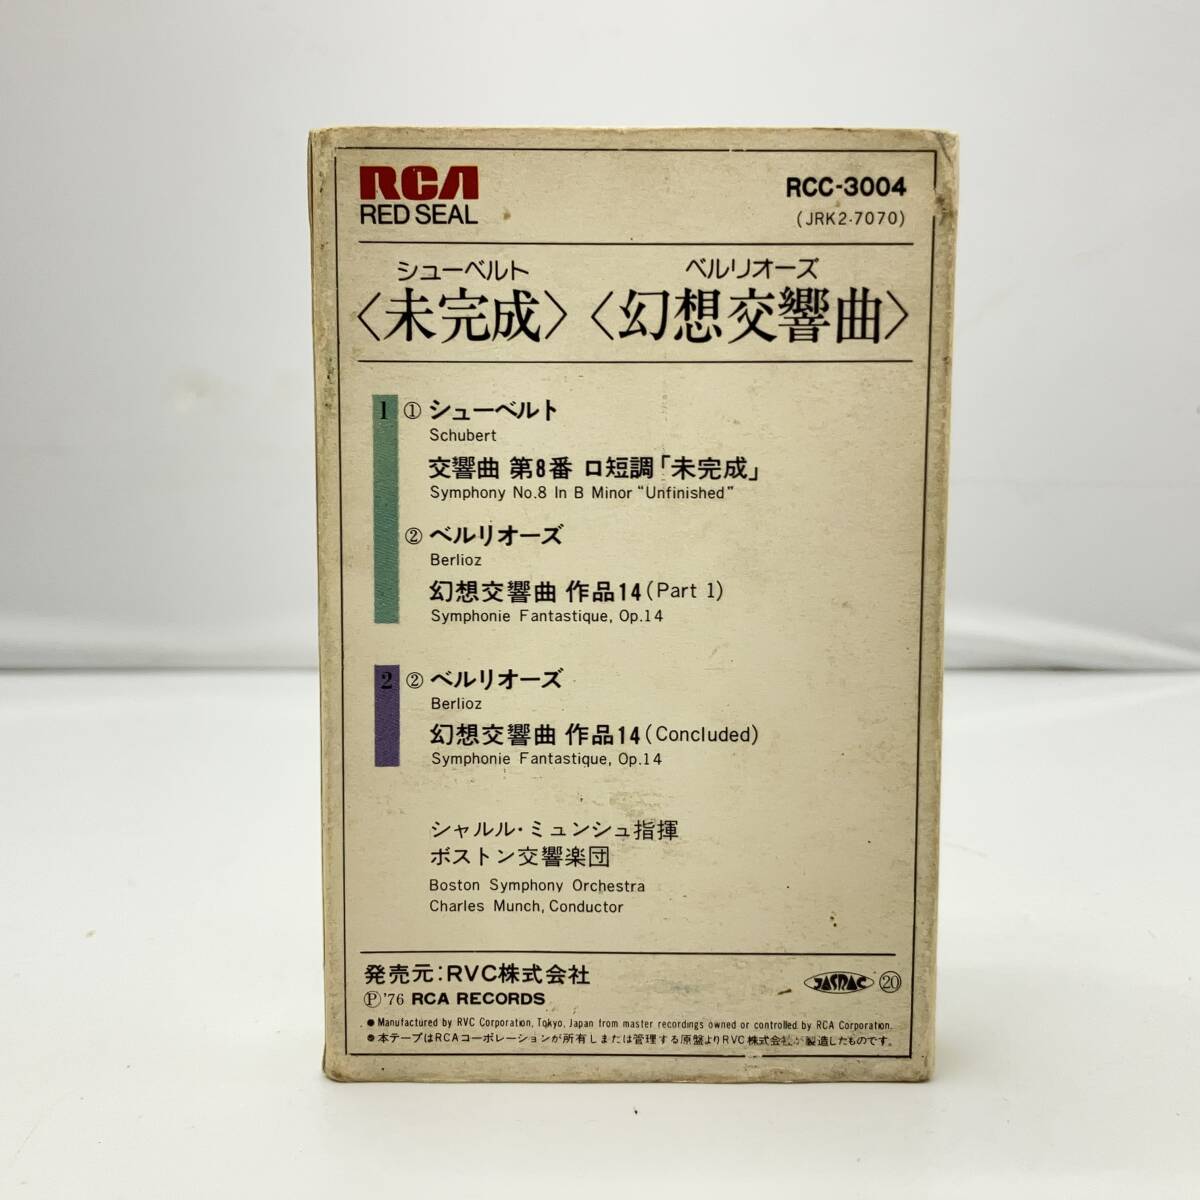 RCA
RED SEAL
RCC-3004
(JRK2-7070)
シューベルト
〈未完成〉
ベルリオーズ
〈幻想交響曲〉
1 ① シューベルト
Schubert
交響曲 第8番 ロ短調「未完成」
Symphony No.8 In B Minor “Unfinished”
② ベルリオーズ
Berlioz
幻想交響曲 作品14 (Part 1)
Symphonie Fantastique, Op.14
2 ② ベルリオーズ
Berlioz
幻想交響曲 作品14 (Concluded)
Symphonie Fantastique, Op.14
シャルル・ミュンシュ指揮
ボストン交響楽団
Boston Symphony Orchestra
Charles Munch, Conductor
発売元:RVC株式会社
Ⓟ'76 RCA RECORDS
JASRAC ⑳
● Manufactured by RVC Corporation, Tokyo, Japan from master recordings owned or controlled by RCA Corporation.
● 本テープはRCAコーポレーションが所有しまたは管理する原盤よりRVC株式会社が製造したものです。